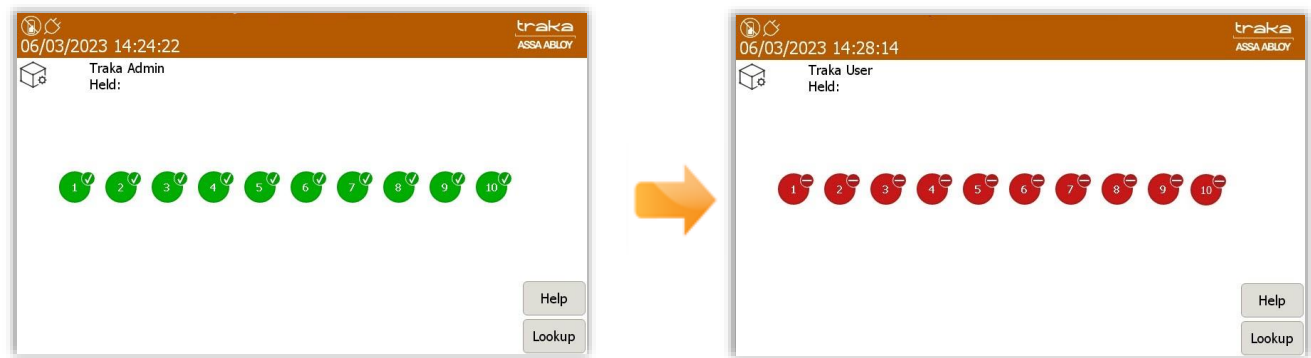 traka
06/03/2023 14:24:22
ASSA ABLOY
Traka Admin
Held:
1 2 3 4 5 6 7 8 9 10
Help
Lookup
traka
06/03/2023 14:28:14
ASSA ABLOY
Traka User
Held:
1 2 3 4 5 6 7 8 9 10
Help
Lookup